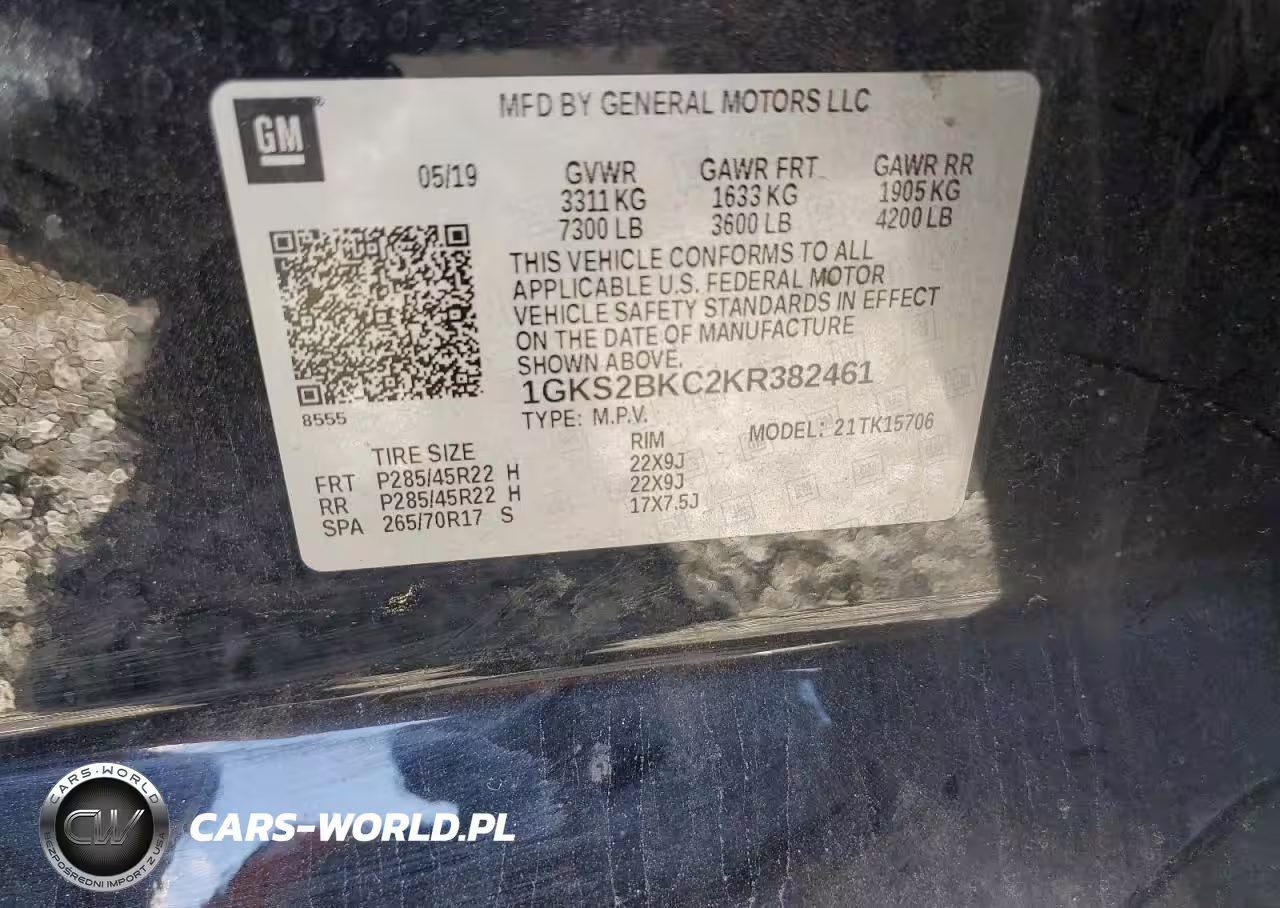 MFD BY GENERAL MOTORS LLC
GM
05/19 GVWR GAWR FRT GAWR RR
3311 KG 1633 KG 1905 KG
7300 LB 3600 LB 4200 LB
THIS VEHICLE CONFORMS TO ALL
APPLICABLE U.S. FEDERAL MOTOR
VEHICLE SAFETY STANDARDS IN EFFECT
ON THE DATE OF MANUFACTURE
SHOWN ABOVE.
1GKS2BKC2KR382461
8555
TYPE: M.P.V. MODEL: 21TK15706
TIRE SIZE RIM
FRT P285/45R22 H 22X9J
RR P285/45R22 H 22X9J
SPA 265/70R17 S 17X7.5J
CARS-WORLD
CW
BEZPOŚREDNI IMPORT Z USA
CARS-WORLD.PL